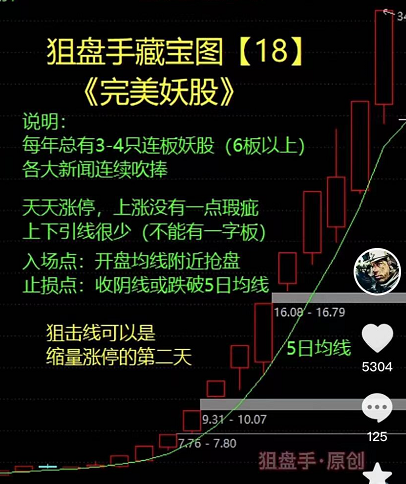 狙盘手藏宝图【18】
《完美妖股》
说明：
每年总有3-4只连板妖股（6板以上）
各大新闻连续吹捧
天天涨停，上涨没有一点瑕疵
上下引线很少（不能有一字板）
入场点：开盘均线附近抢盘
止损点：收阴线或跌破5日均线
16.08 - 16.79
狙击线可以是
缩量涨停的第二天
5日均线
5304
9.31 - 10.07
125
7.76 - 7.80
狙盘手·原创